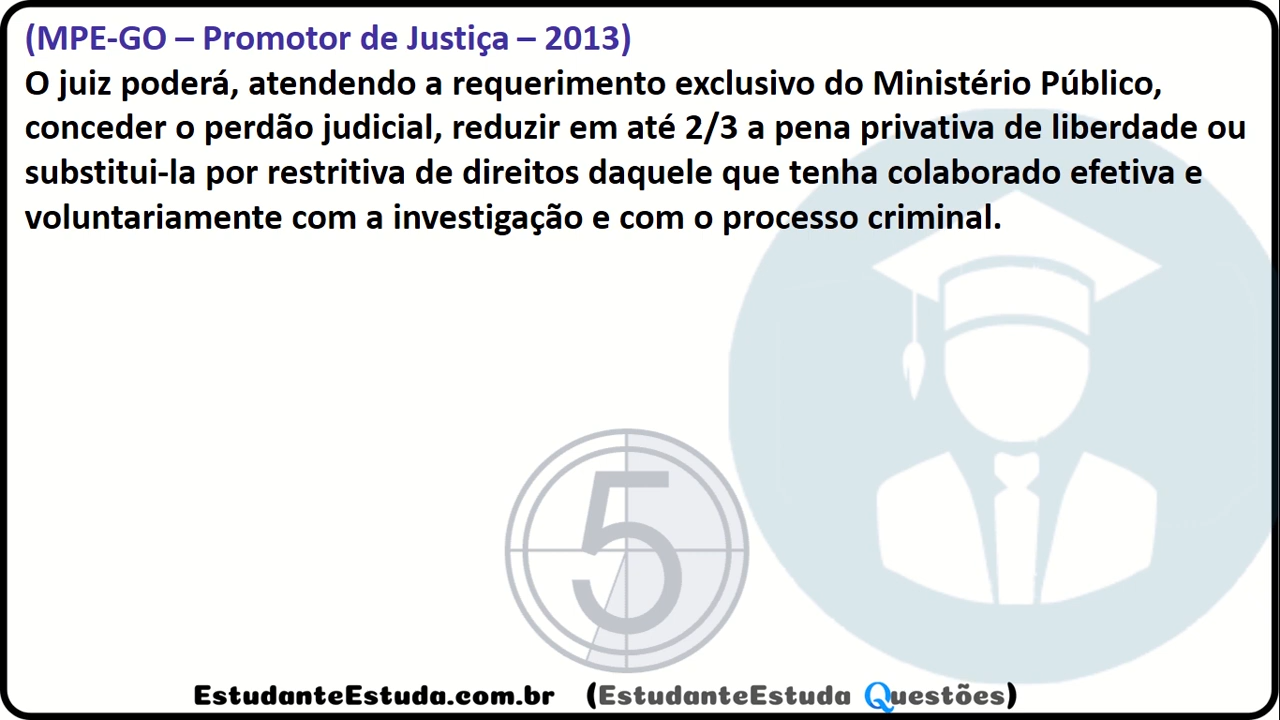 (MPE-GO – Promotor de Justiça – 2013)
O juiz poderá, atendendo a requerimento exclusivo do Ministério Público,
conceder o perdão judicial, reduzir em até 2/3 a pena privativa de liberdade ou
substitui-la por restritiva de direitos daquele que tenha colaborado efetiva e
voluntariamente com a investigação e com o processo criminal.
5
EstudanteEstuda.com.br (EstudanteEstuda Questões)